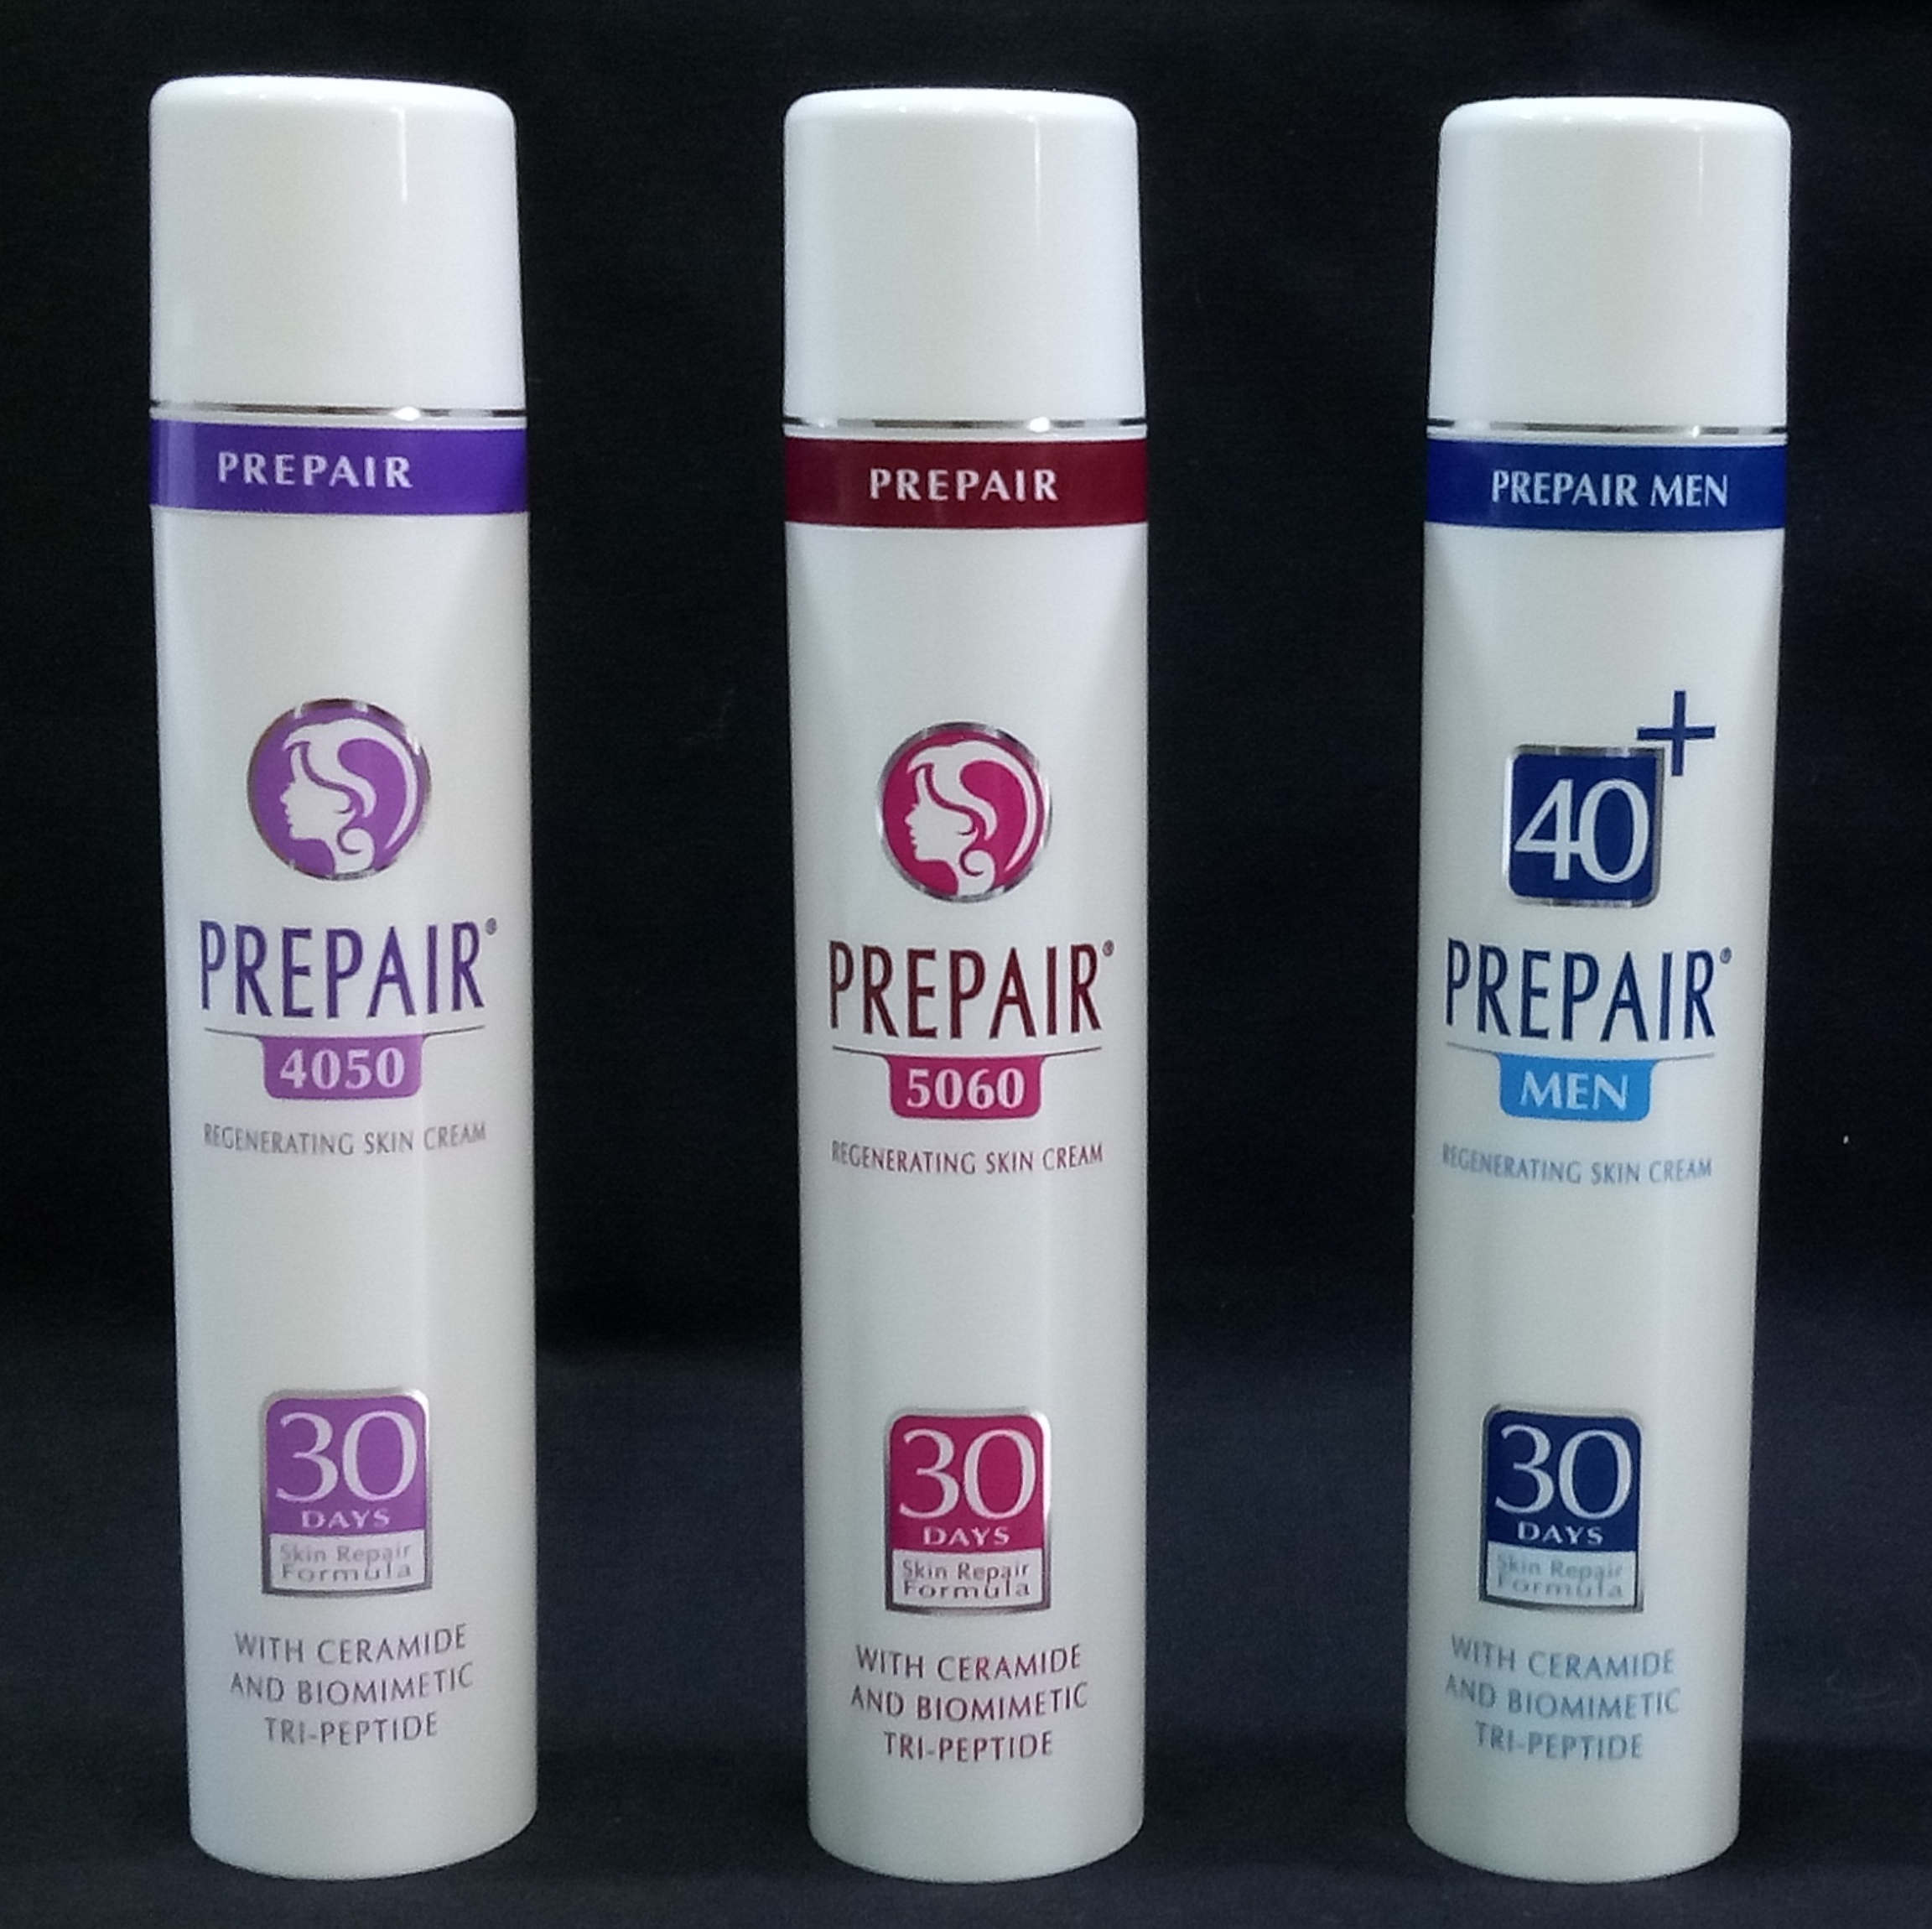 PREPAIR
PREPAIR®
4050
REGENERATING SKIN CREAM
30
DAYS
Skin Repair
Formula
WITH CERAMIDE
AND BIOMIMETIC
TRI-PEPTIDE
PREPAIR
PREPAIR®
5060
REGENERATING SKIN CREAM
30
DAYS
Skin Repair
Formula
WITH CERAMIDE
AND BIOMIMETIC
TRI-PEPTIDE
PREPAIR MEN
40+
PREPAIR®
MEN
REGENERATING SKIN CREAM
30
DAYS
Skin Repair
Formula
WITH CERAMIDE
AND BIOMIMETIC
TRI-PEPTIDE